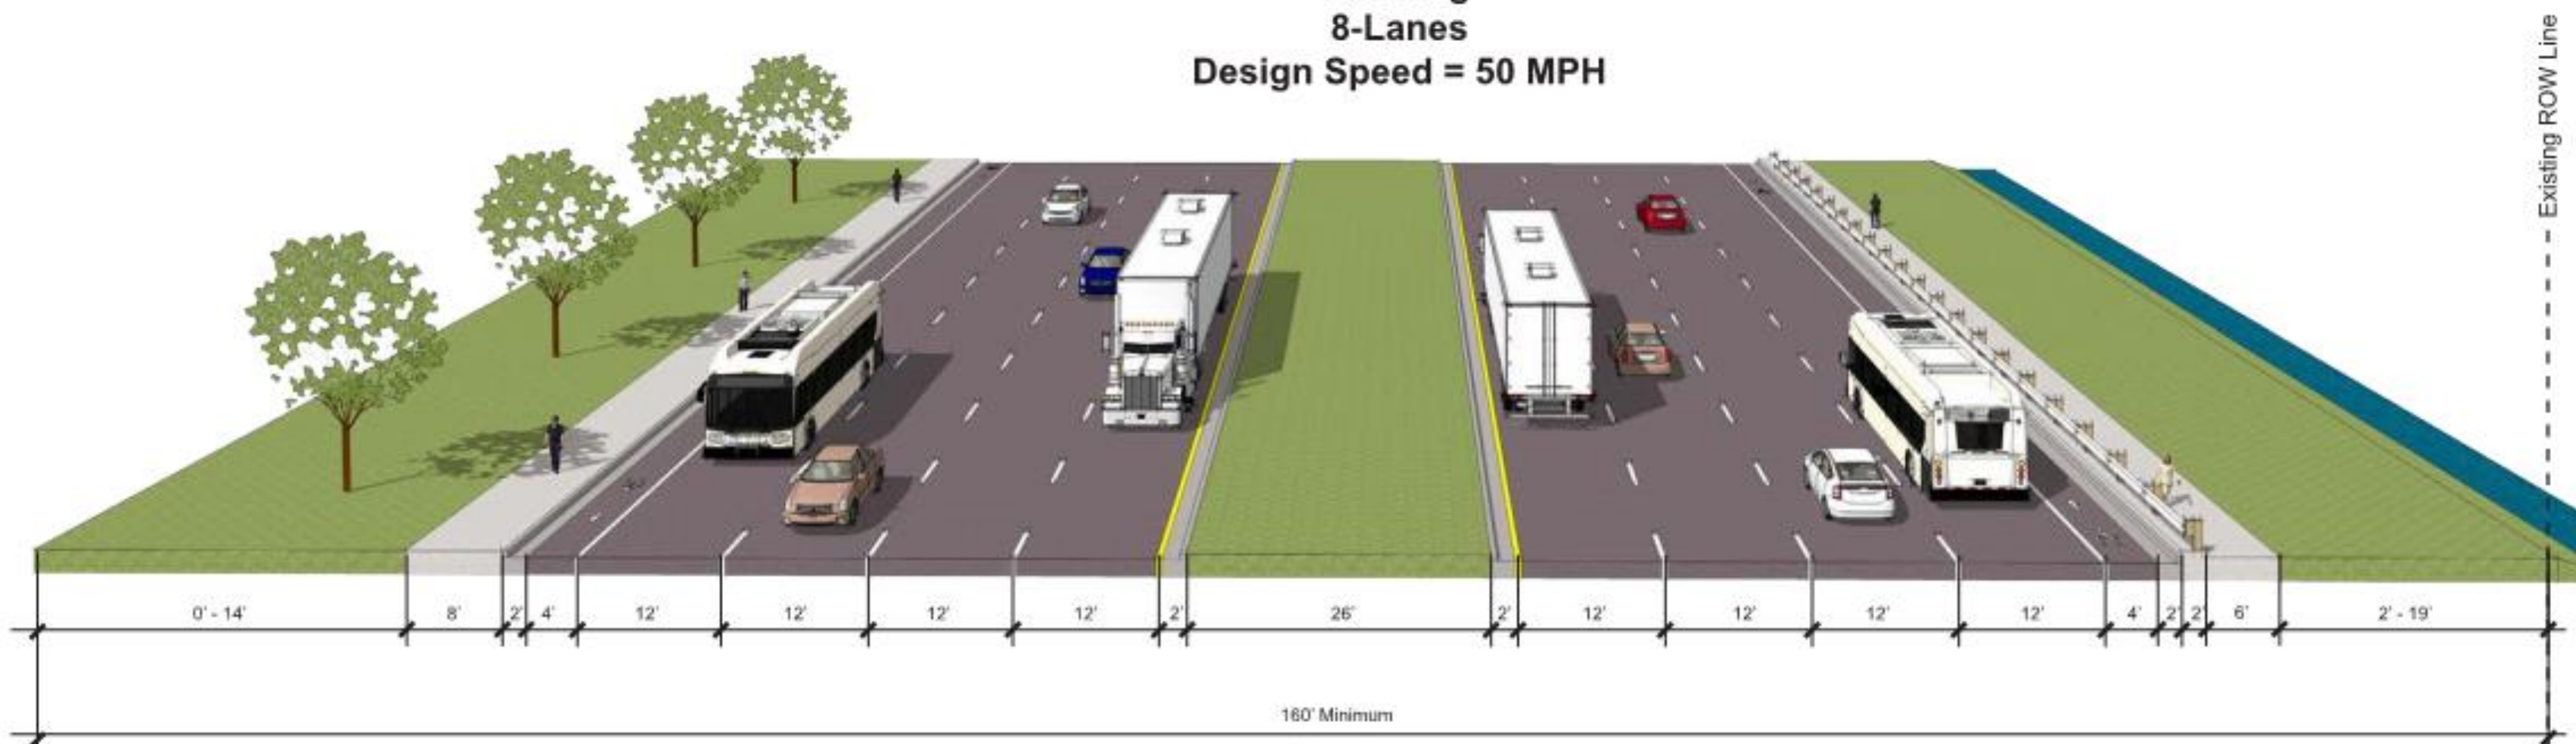 8-Lanes
Design Speed = 50 MPH
Existing ROW Line
0' - 14' 8' 2' 4' 12' 12' 12' 12' 2' 26' 2' 12' 12' 12' 12' 4' 2' 2' 6' 2' - 19'
160' Minimum